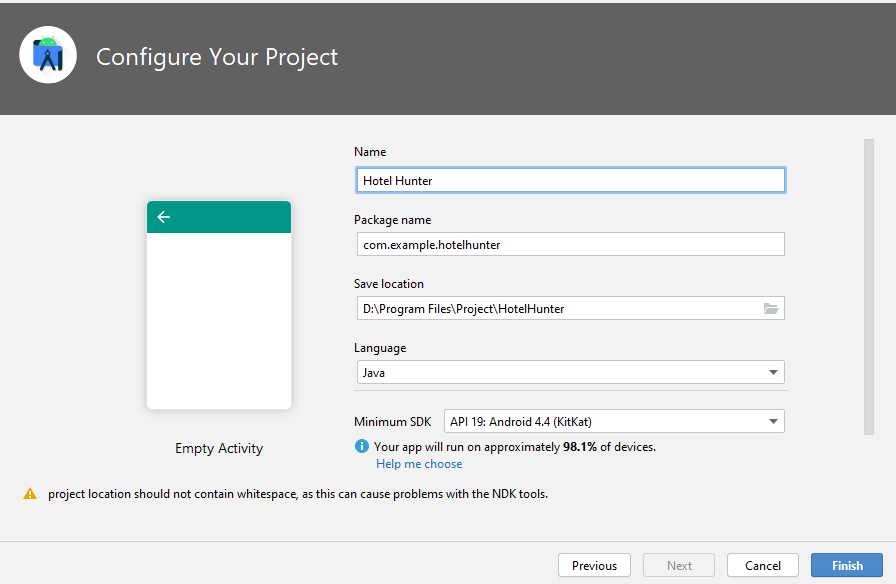 Configure Your Project
Name
Hotel Hunter
Package name
com.example.hotelhunter
Save location
D:\Program Files\Project\HotelHunter
Language
Java
Minimum SDK API 19: Android 4.4 (KitKat)
Your app will run on approximately 98.1% of devices.
Help me choose
Empty Activity
project location should not contain whitespace, as this can cause problems with the NDK tools.
Previous Next Cancel Finish